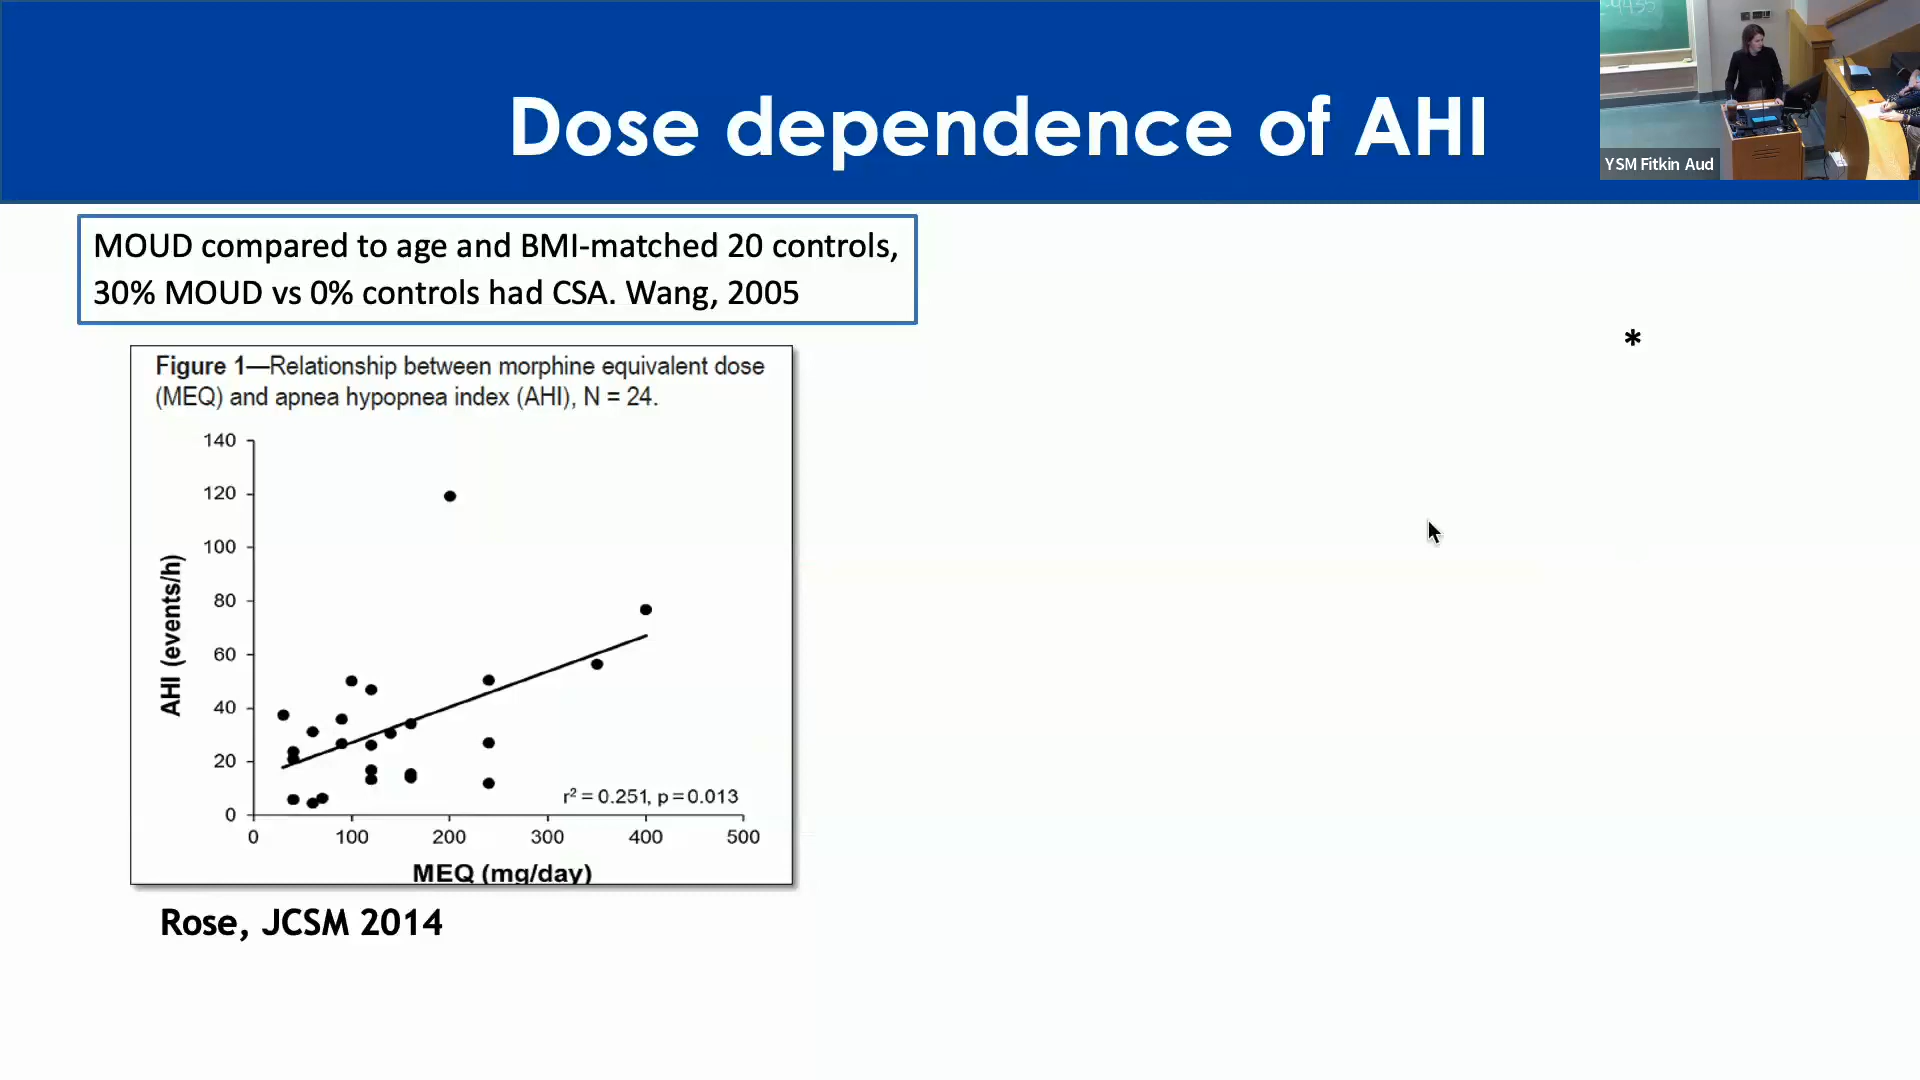 Dose dependence of AHI
YSM Fitkin Aud
MOUD compared to age and BMI-matched 20 controls,
30% MOUD vs 0% controls had CSA. Wang, 2005
*
Figure 1—Relationship between morphine equivalent dose
(MEQ) and apnea hypopnea index (AHI), N = 24.
AHI (events/h)
140
120
100
80
60
40
20
0
r² = 0.251, p = 0.013
0 100 200 300 400 500
MEQ (mg/day)
Rose, JCSM 2014